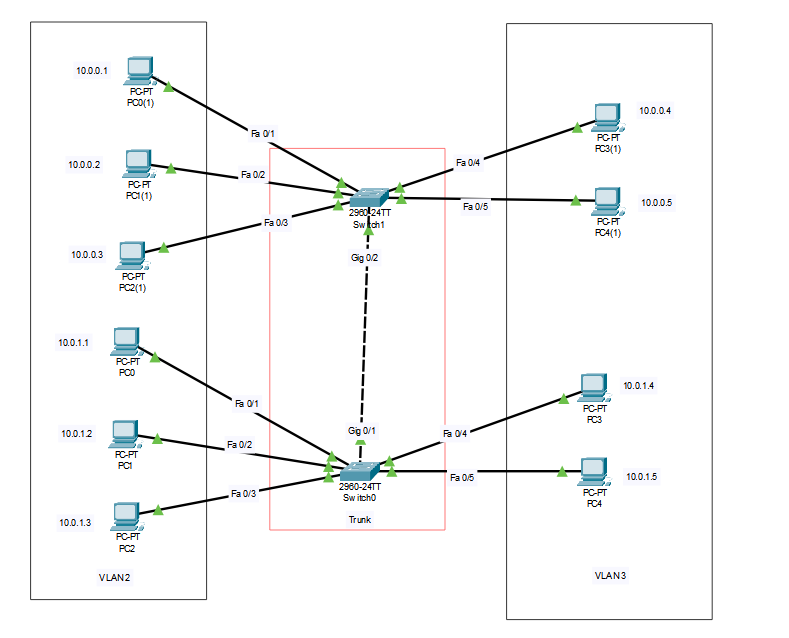 10.0.0.1
PC-PT
PC0(1)
Fa 0/1
10.0.0.2
PC-PT
PC1(1)
Fa 0/2
10.0.0.3
PC-PT
PC2(1)
Fa 0/3
2960-24TT
Switch1
Gig 0/2
Fa 0/4
10.0.0.4
PC-PT
PC3(1)
Fa 0/5
10.0.0.5
PC-PT
PC4(1)
10.0.1.1
PC-PT
PC0
Fa 0/1
10.0.1.2
PC-PT
PC1
Fa 0/2
10.0.1.3
PC-PT
PC2
Fa 0/3
Gig 0/1
2960-24TT
Switch0
Trunk
Fa 0/4
10.0.1.4
PC-PT
PC3
Fa 0/5
10.0.1.5
PC-PT
PC4
VLAN2
VLAN3